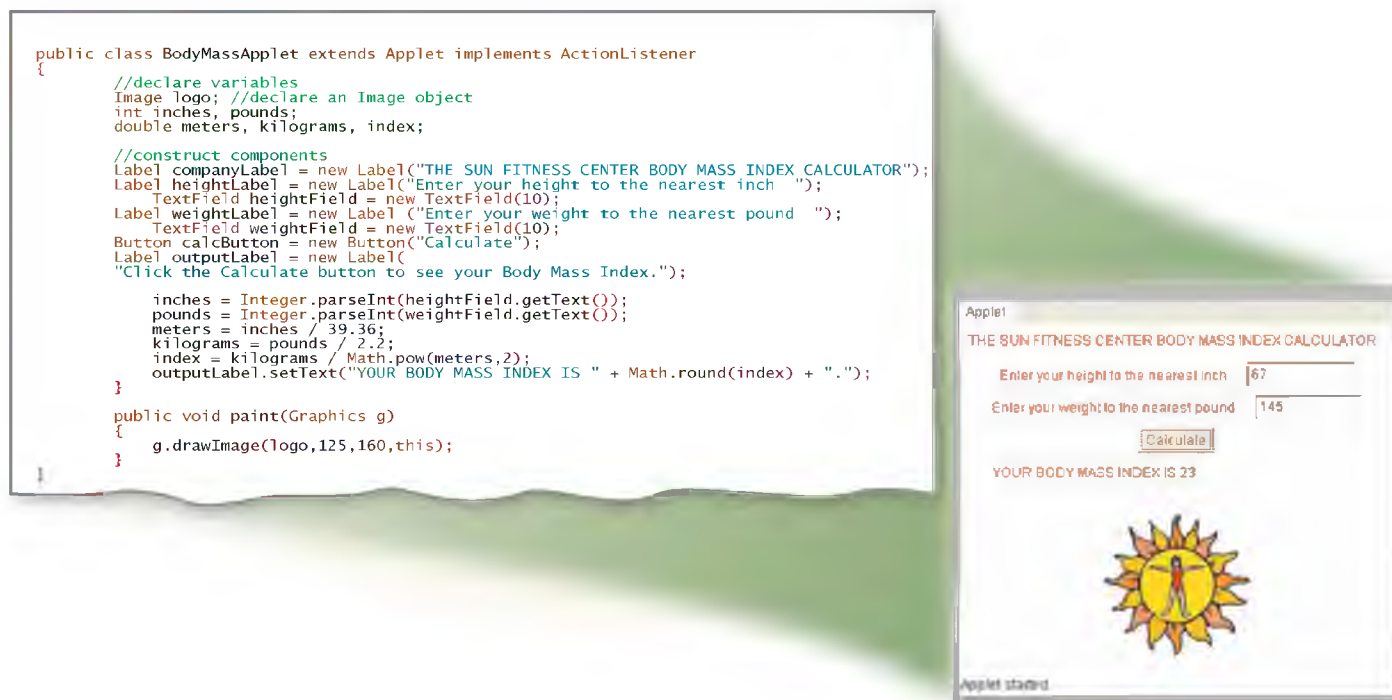 public class BodyMassApplet extends Applet implements ActionListener
{
//declare variables
Image logo; //declare an Image object
int inches, pounds;
double meters, kilograms, index;
//construct components
Label companyLabel = new Label("THE SUN FITNESS CENTER BODY MASS INDEX CALCULATOR");
Label heightLabel = new Label("Enter your height to the nearest inch  ");
TextField heightField = new TextField(10);
Label weightLabel = new Label ("Enter your weight to the nearest pound  ");
TextField weightField = new TextField(10);
Button calcButton = new Button("Calculate");
Label outputLabel = new Label(
"Click the Calculate button to see your Body Mass Index.");
inches = Integer.parseInt(heightField.getText());
pounds = Integer.parseInt(weightField.getText());
meters = inches / 39.36;
kilograms = pounds / 2.2;
index = kilograms / Math.pow(meters,2);
outputLabel.setText("YOUR BODY MASS INDEX IS " + Math.round(index) + ".");
}
public void paint(Graphics g)
{
g.drawImage(logo,125,160,this);
}
}
Applet
THE SUN FITNESS CENTER BODY MASS INDEX CALCULATOR
Enter your height to the nearest inch 67
Enter your weight to the nearest pound 145
Calculate
YOUR BODY MASS INDEX IS 23
Applet started.